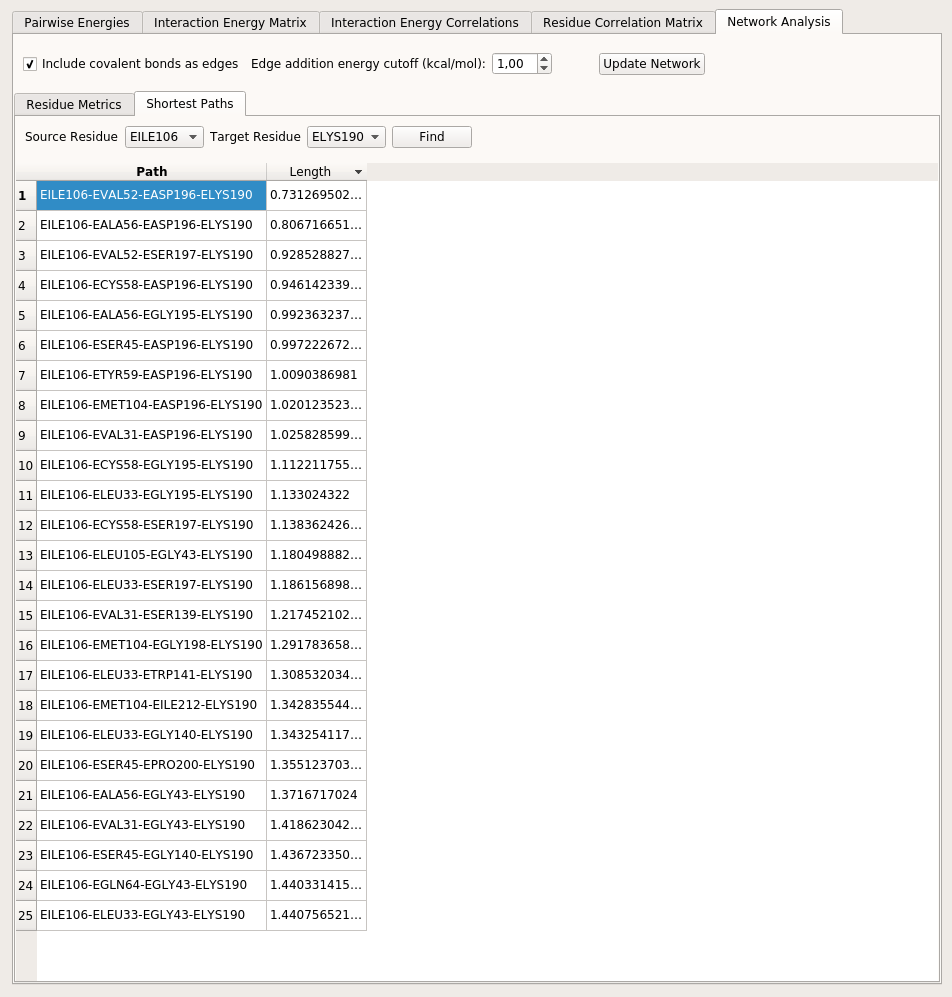 Pairwise Energies Interaction Energy Matrix Interaction Energy Correlations Residue Correlation Matrix Network Analysis
Include covalent bonds as edges Edge addition energy cutoff (kcal/mol): 1,00 Update Network
Residue Metrics Shortest Paths
Source Residue EILE106 Target Residue ELYS190 Find
Path Length
1 EILE106-EVAL52-EASP196-ELYS190 0.731269502...
2 EILE106-EALA56-EASP196-ELYS190 0.806716651...
3 EILE106-EVAL52-ESER197-ELYS190 0.928528827...
4 EILE106-ECYS58-EASP196-ELYS190 0.946142339...
5 EILE106-EALA56-EGLY195-ELYS190 0.992363237...
6 EILE106-ESER45-EASP196-ELYS190 0.997222672...
7 EILE106-ETYR59-EASP196-ELYS190 1.0090386981
8 EILE106-EMET104-EASP196-ELYS190 1.020123523...
9 EILE106-EVAL31-EASP196-ELYS190 1.025828599...
10 EILE106-ECYS58-EGLY195-ELYS190 1.112211755...
11 EILE106-ELEU33-EGLY195-ELYS190 1.133024322
12 EILE106-ECYS58-ESER197-ELYS190 1.138362426...
13 EILE106-ELEU105-EGLY43-ELYS190 1.180498882...
14 EILE106-ELEU33-ESER197-ELYS190 1.186156898...
15 EILE106-EVAL31-ESER139-ELYS190 1.217452102...
16 EILE106-EMET104-EGLY198-ELYS190 1.291783658...
17 EILE106-ELEU33-ETRP141-ELYS190 1.308532034...
18 EILE106-EMET104-EILE212-ELYS190 1.342835544...
19 EILE106-ELEU33-EGLY140-ELYS190 1.343254117...
20 EILE106-ESER45-EPRO200-ELYS190 1.355123703...
21 EILE106-EALA56-EGLY43-ELYS190 1.3716717024
22 EILE106-EVAL31-EGLY43-ELYS190 1.418623042...
23 EILE106-ESER45-EGLY140-ELYS190 1.436723350...
24 EILE106-EGLN64-EGLY43-ELYS190 1.440331415...
25 EILE106-ELEU33-EGLY43-ELYS190 1.440756521...